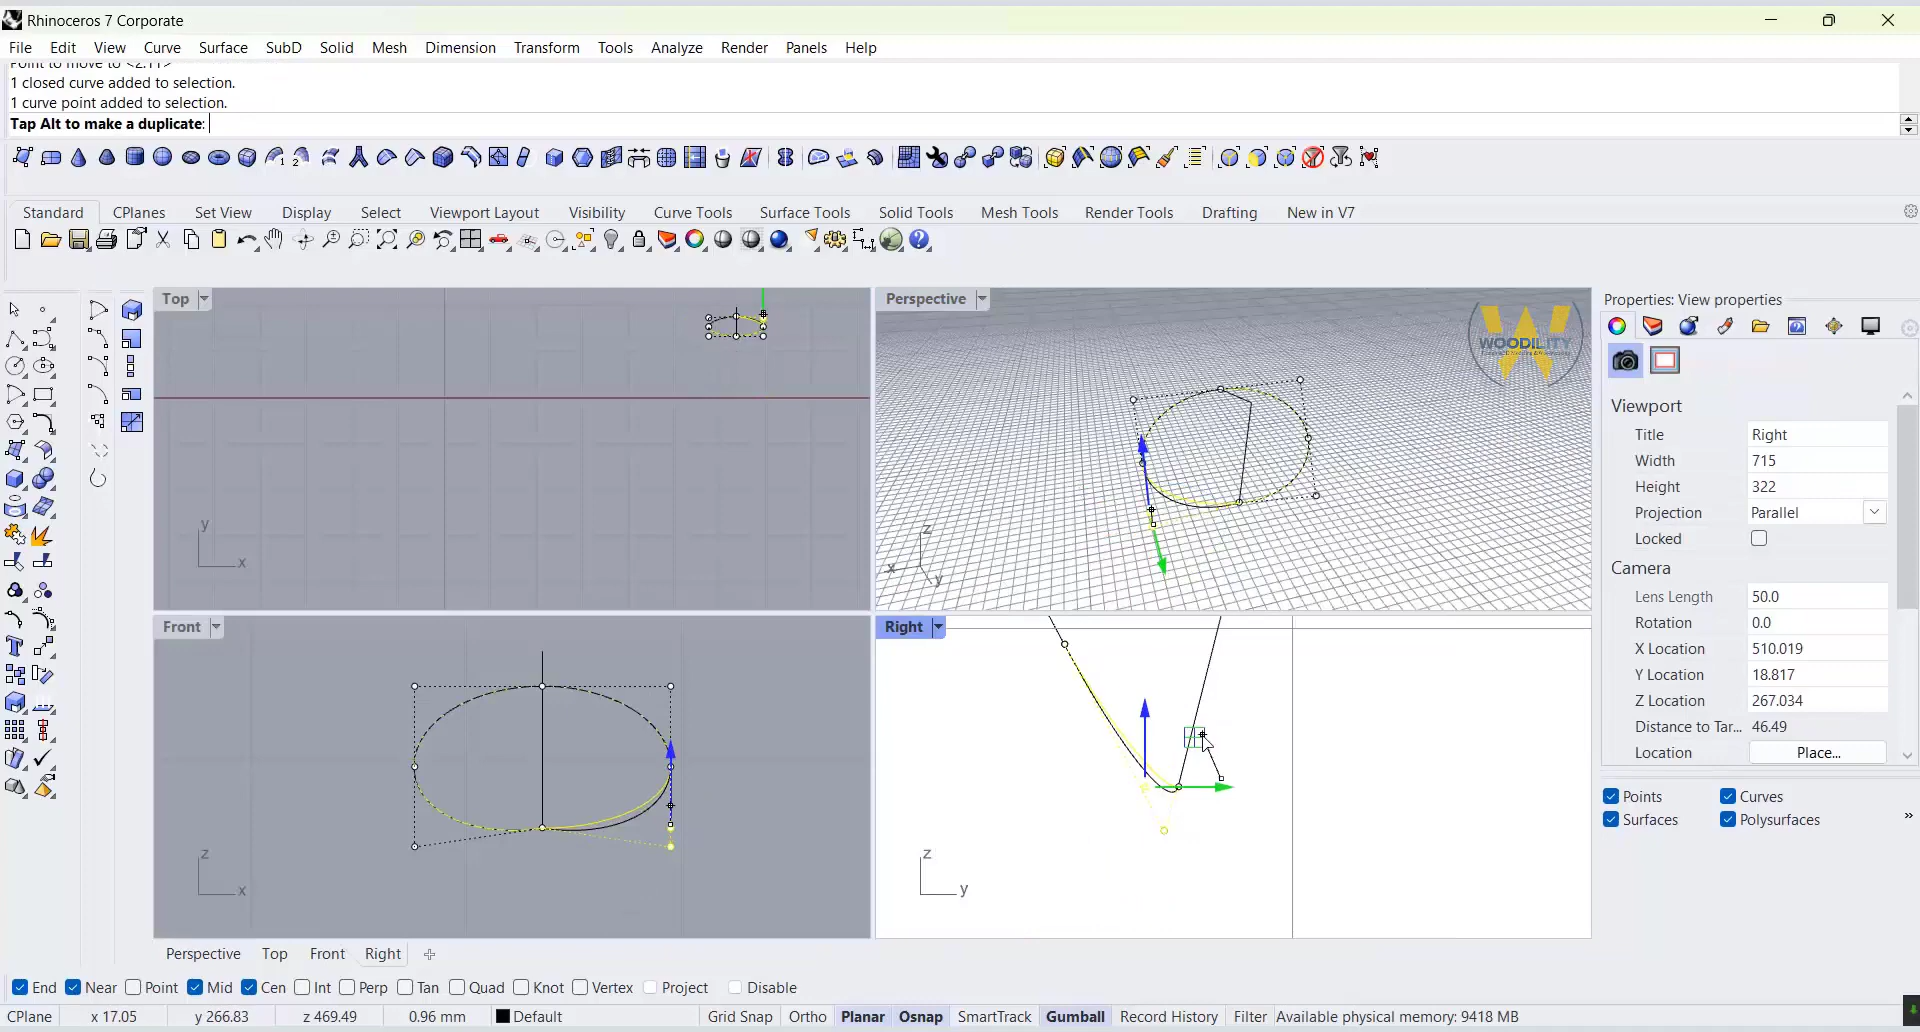 Rhinoceros 7 Corporate
File Edit View Curve Surface SubD Solid Mesh Dimension Transform Tools Analyze Render Panels Help
Point to move to <2.11>
1 closed curve added to selection.
1 curve point added to selection.
Tap Alt to make a duplicate:
Standard CPlanes Set View Display Select Viewport Layout Visibility Curve Tools Surface Tools Solid Tools Mesh Tools Render Tools Drafting New in V7
Top
Perspective
Properties: View properties
WOODILITY
Viewport
Title Right
Width 715
Height 322
Projection Parallel
Locked
Camera
Lens Length 50.0
Rotation 0.0
X Location 510.019
Y Location 18.817
Z Location 267.034
Distance to Tar... 46.49
Location Place...
y
x
z
x
y
Front
Right
z
x
z
y
Points Curves
Surfaces Polysurfaces
»
Perspective Top Front Right
End Near Point Mid Cen Int Perp Tan Quad Knot Vertex Project Disable
CPlane x 17.05 y 266.83 z 469.49 0.96 mm Default Grid Snap Ortho Planar Osnap SmartTrack Gumball Record History Filter Available physical memory: 9418 MB